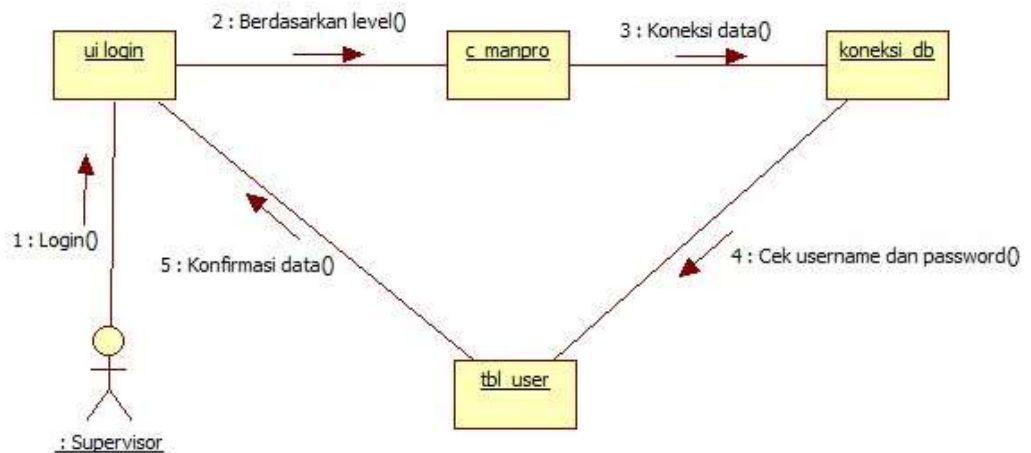 2 : Berdasarkan level()
3 : Koneksi data()
ui login
c_manpro
koneksi_db
1 : Login()
5 : Konfirmasi data()
4 : Cek username dan password()
tbl_user
: Supervisor